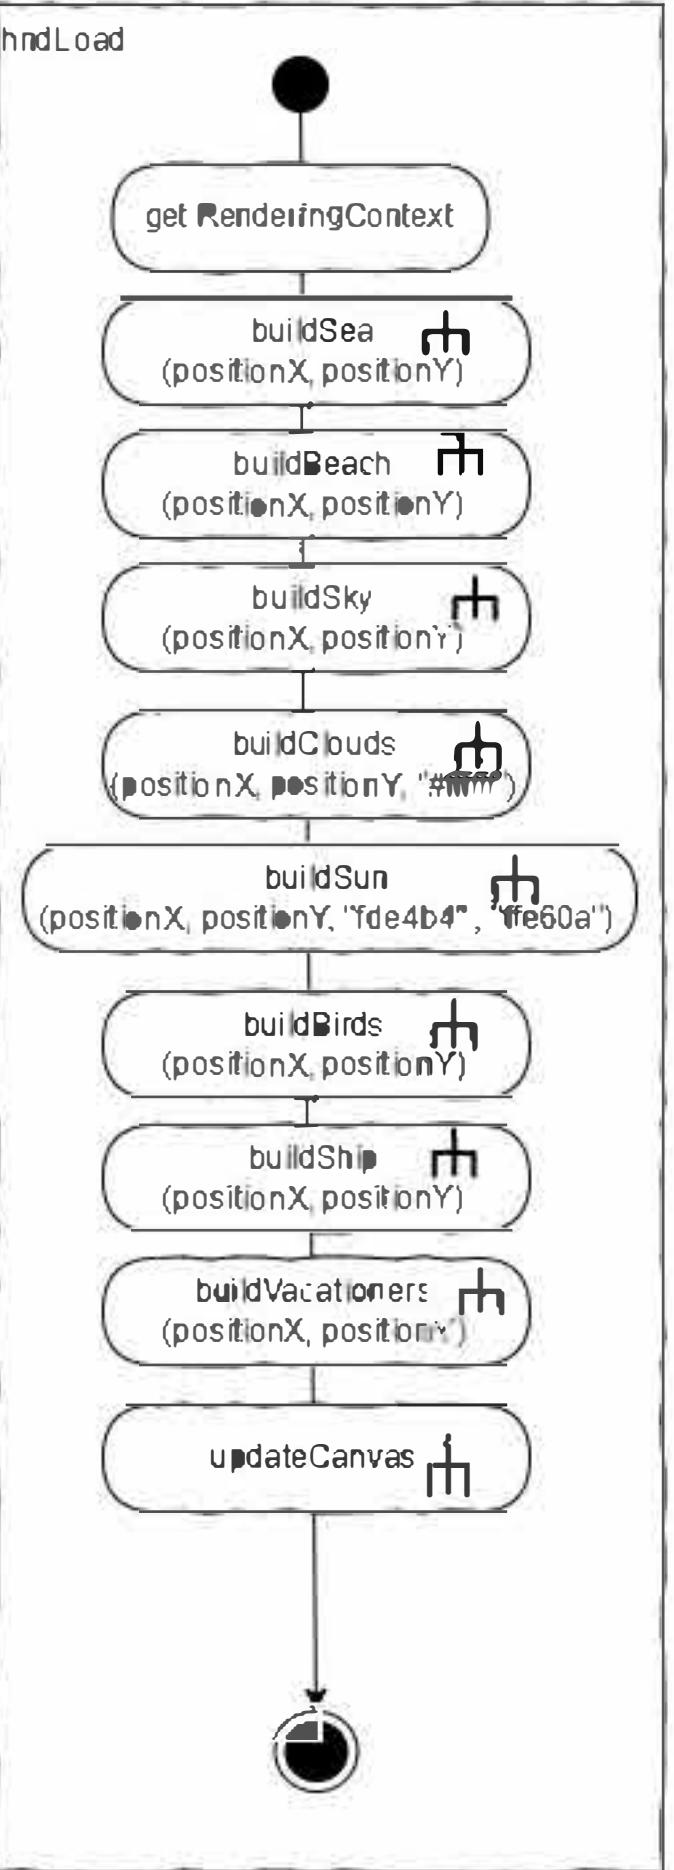 hndLoad
get RenderingContext
buildSea
(positionX, positionY)
buildBeach
(positionX, positionY)
buildSky
(positionX, positionY)
buildClouds
(positionX, positionY, "#ffffff")
buildSun
(positionX, positionY, "fde4b4", "ffe60a")
buildBirds
(positionX, positionY)
buildShip
(positionX, positionY)
buildVacationers
(positionX, positionY)
updateCanvas